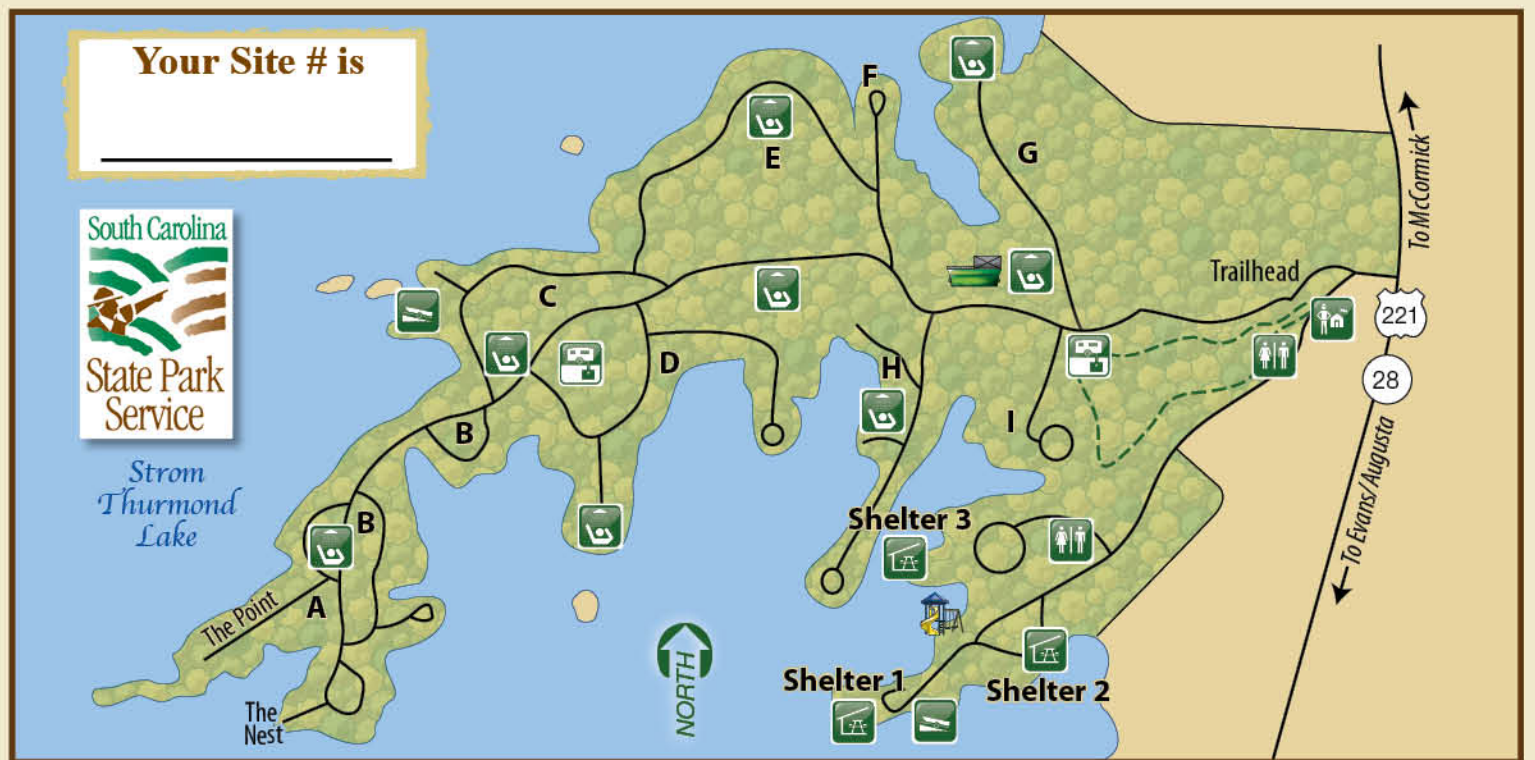 Your Site # is
South Carolina
State Park
Service
Strom
Thurmond
Lake
F
E
G
To McCormick
Trailhead
221
28
C
D
H
I
B
B
A
The Point
The
Nest
Shelter 3
Shelter 1
Shelter 2
NORTH
To Evans/Augusta